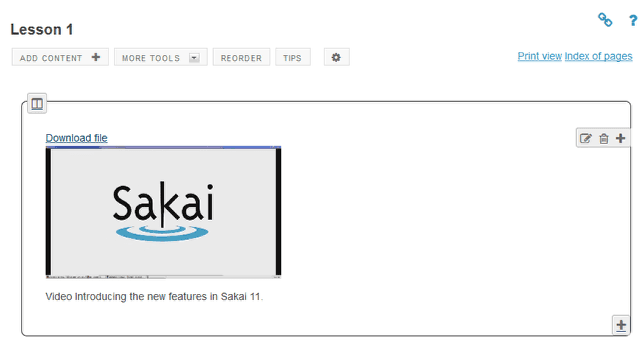 Lesson 1
?
ADD CONTENT
MORE TOOLS
REORDER
TIPS
Print view Index of pages
Download file
Sakai
Video Introducing the new features in Sakai 11.